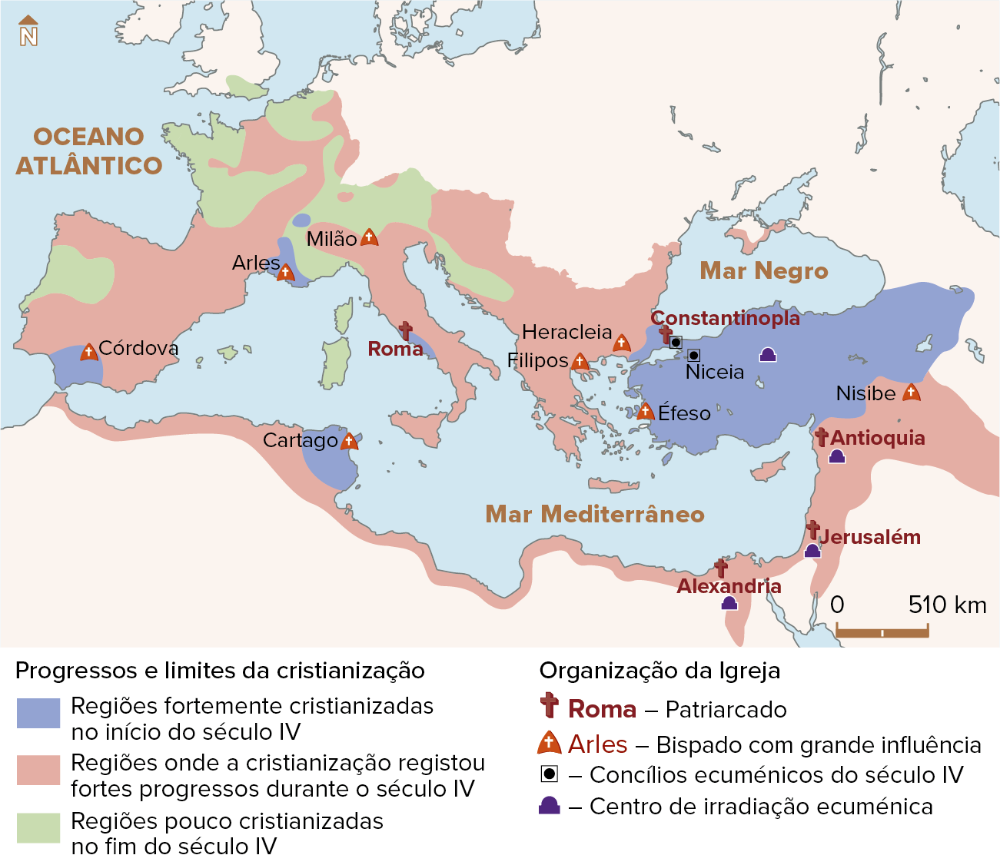 N
OCEANO
ATLÂNTICO
Milão
Arles
Mar Negro
Constantinopla
Roma
Heracleia
Córdova
Filipos
Niceia
Nisibe
Éfeso
Cartago
Antioquia
Mar Mediterrâneo
Jerusalém
Alexandria
0 510 km
Progressos e limites da cristianização
Regiões fortemente cristianizadas
no início do século IV
Regiões onde a cristianização registou
fortes progressos durante o século IV
Regiões pouco cristianizadas
no fim do século IV
Organização da Igreja
Roma – Patriarcado
Arles – Bispado com grande influência
– Concílios ecuménicos do século IV
– Centro de irradiação ecuménica